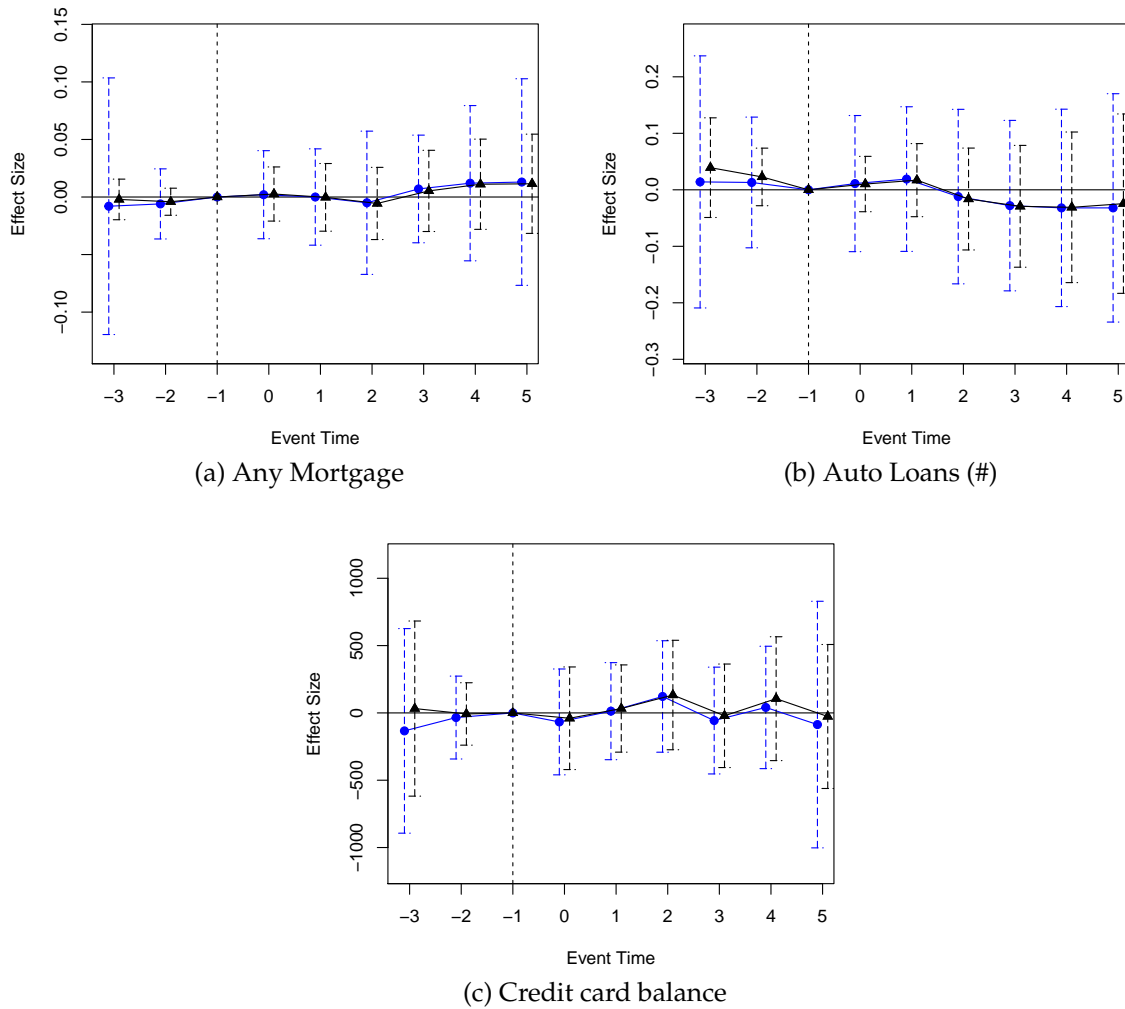 0.15
0.10
0.05
0.00
−0.10
Effect Size
−3 −2 −1 0 1 2 3 4 5
Event Time
(a) Any Mortgage
0.2
0.1
0.0
−0.1
−0.2
−0.3
Effect Size
−3 −2 −1 0 1 2 3 4 5
Event Time
(b) Auto Loans (#)
1000
500
0
−500
−1000
Effect Size
−3 −2 −1 0 1 2 3 4 5
Event Time
(c) Credit card balance